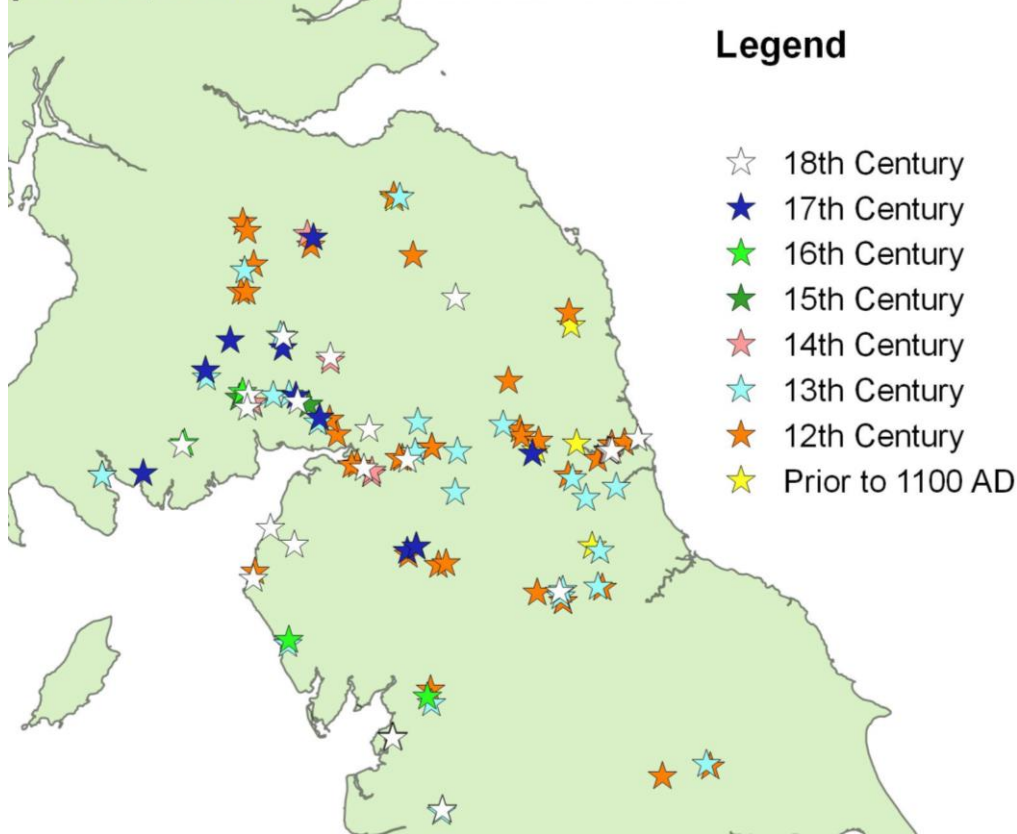 Legend
18th Century
17th Century
16th Century
15th Century
14th Century
13th Century
12th Century
Prior to 1100 AD